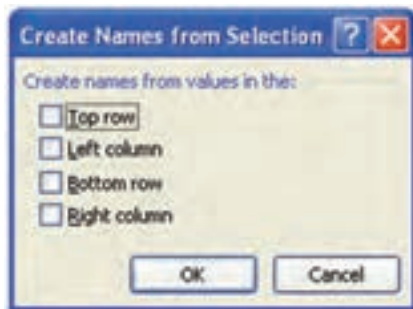 Create Names from Selection ?
Create names from values in the:
Top row
Left column
Bottom row
Right column
OK Cancel